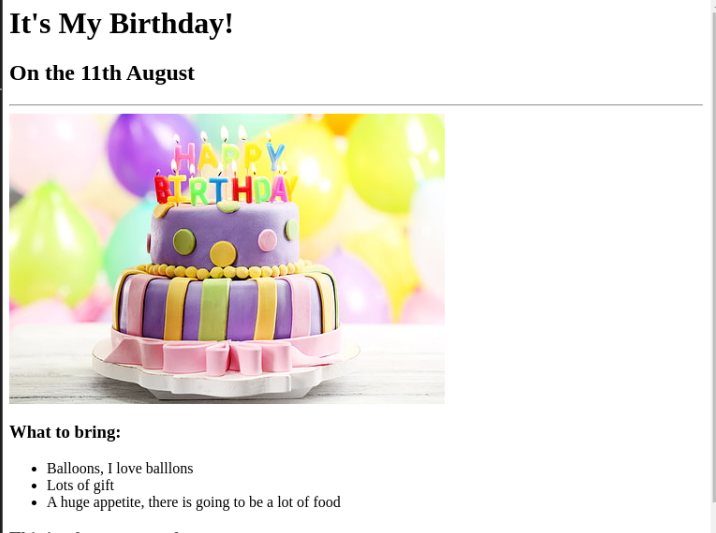 It's My Birthday!
On the 11th August
HAPPY
BIRTHDAY
What to bring:
Balloons, I love balllons
Lots of gift
A huge appetite, there is going to be a lot of food